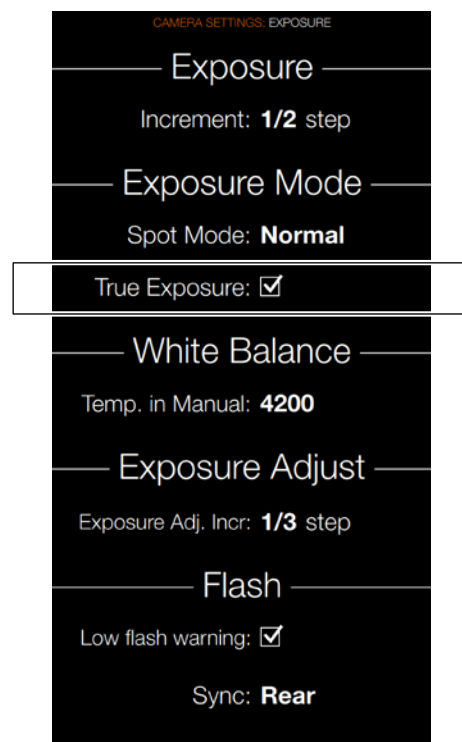 CAMERA SETTINGS: EXPOSURE
Exposure
Increment: 1/2 step
Exposure Mode
Spot Mode: Normal
True Exposure:
White Balance
Temp. in Manual: 4200
Exposure Adjust
Exposure Adj. Incr: 1/3 step
Flash
Low flash warning:
Sync: Rear